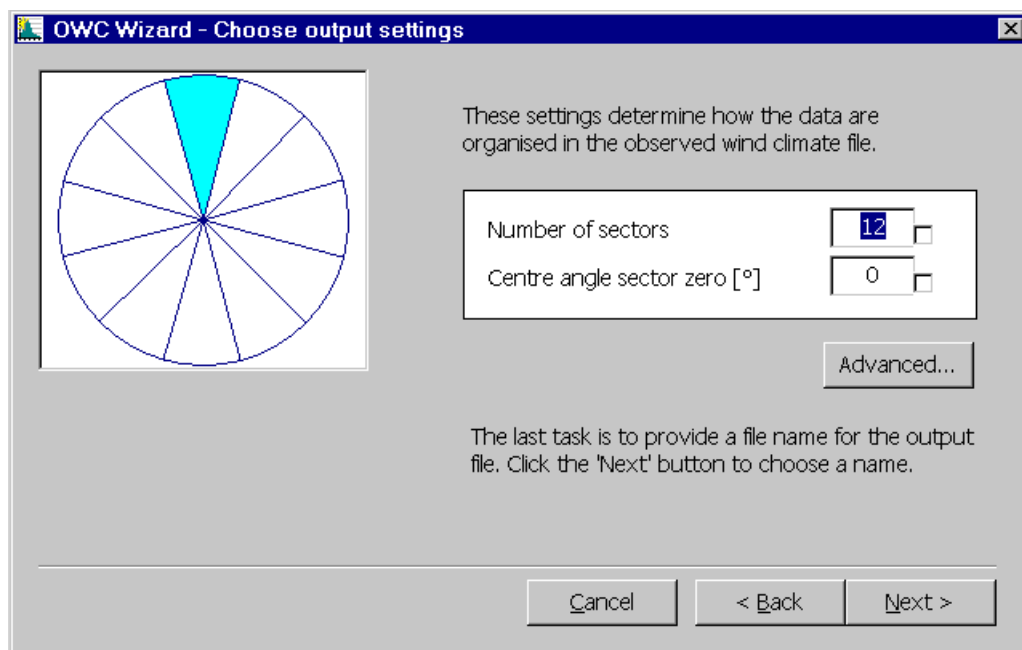 OWC Wizard - Choose output settings
These settings determine how the data are
organised in the observed wind climate file.
Number of sectors 12
Centre angle sector zero [°] 0
Advanced...
The last task is to provide a file name for the output
file. Click the 'Next' button to choose a name.
Cancel < Back Next >